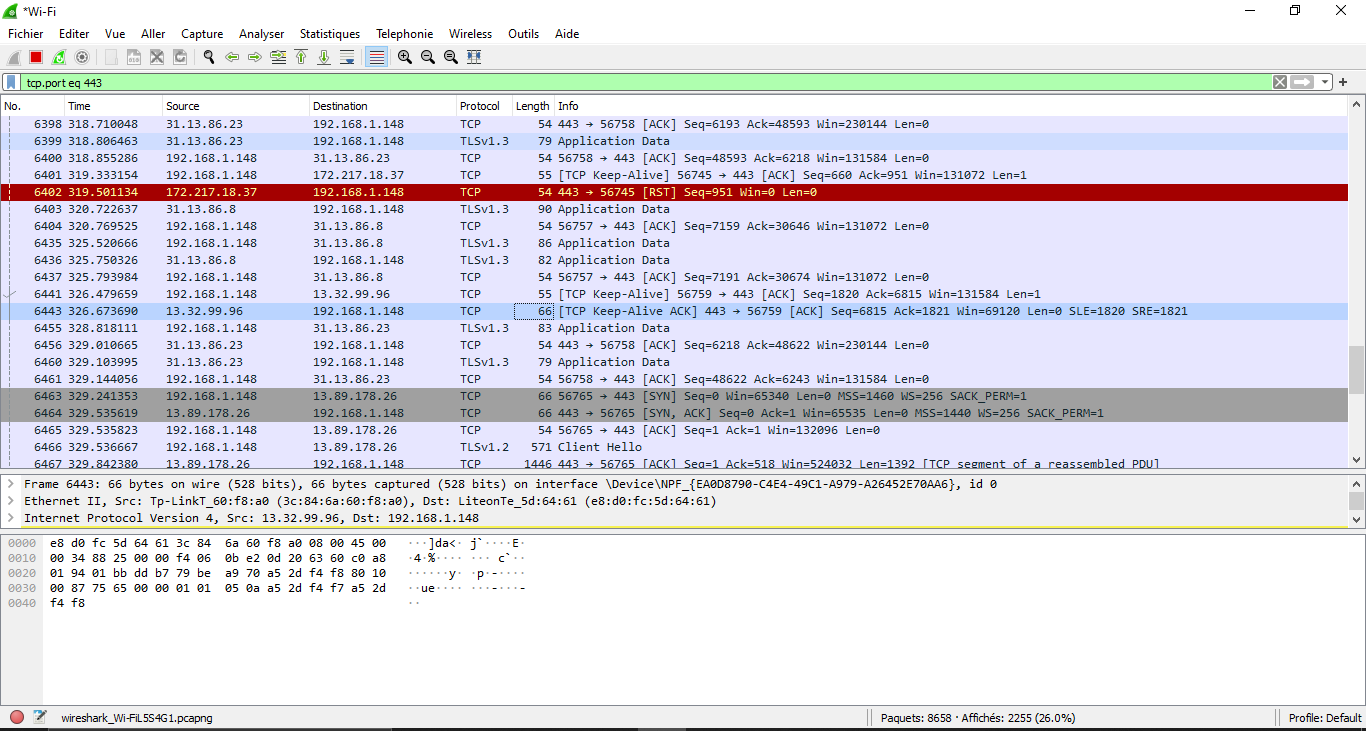 *Wi-Fi
Fichier Editer Vue Aller Capture Analyser Statistiques Telephonie Wireless Outils Aide
tcp.port eq 443
No. Time Source Destination Protocol Length Info
6398 318.710048 31.13.86.23 192.168.1.148 TCP 54 443 → 56758 [ACK] Seq=6193 Ack=48593 Win=230144 Len=0
6399 318.806463 31.13.86.23 192.168.1.148 TLSv1.3 79 Application Data
6400 318.855286 192.168.1.148 31.13.86.23 TCP 54 56758 → 443 [ACK] Seq=48593 Ack=6218 Win=131584 Len=0
6401 319.333154 192.168.1.148 172.217.18.37 TCP 55 [TCP Keep-Alive] 56745 → 443 [ACK] Seq=660 Ack=951 Win=131072 Len=1
6402 319.501134 172.217.18.37 192.168.1.148 TCP 54 443 → 56745 [RST] Seq=951 Win=0 Len=0
6403 320.722637 31.13.86.8 192.168.1.148 TLSv1.3 90 Application Data
6404 320.769525 192.168.1.148 31.13.86.8 TCP 54 56757 → 443 [ACK] Seq=7159 Ack=30646 Win=131072 Len=0
6435 325.520666 192.168.1.148 31.13.86.8 TLSv1.3 86 Application Data
6436 325.750326 31.13.86.8 192.168.1.148 TLSv1.3 82 Application Data
6437 325.793984 192.168.1.148 31.13.86.8 TCP 54 56757 → 443 [ACK] Seq=7191 Ack=30674 Win=131072 Len=0
6441 326.479659 192.168.1.148 13.32.99.96 TCP 55 [TCP Keep-Alive] 56759 → 443 [ACK] Seq=1820 Ack=6815 Win=131584 Len=1
6443 326.673690 13.32.99.96 192.168.1.148 TCP 66 [TCP Keep-Alive ACK] 443 → 56759 [ACK] Seq=6815 Ack=1821 Win=69120 Len=0 SLE=1820 SRE=1821
6455 328.818111 192.168.1.148 31.13.86.23 TLSv1.3 83 Application Data
6456 329.010665 31.13.86.23 192.168.1.148 TCP 54 443 → 56758 [ACK] Seq=6218 Ack=48622 Win=230144 Len=0
6460 329.103995 31.13.86.23 192.168.1.148 TLSv1.3 79 Application Data
6461 329.144056 192.168.1.148 31.13.86.23 TCP 54 56758 → 443 [ACK] Seq=48622 Ack=6243 Win=131584 Len=0
6463 329.241353 192.168.1.148 13.89.178.26 TCP 66 56765 → 443 [SYN] Seq=0 Win=65340 Len=0 MSS=1460 WS=256 SACK_PERM=1
6464 329.535619 13.89.178.26 192.168.1.148 TCP 66 443 → 56765 [SYN, ACK] Seq=0 Ack=1 Win=65535 Len=0 MSS=1440 WS=256 SACK_PERM=1
6465 329.535823 192.168.1.148 13.89.178.26 TCP 54 56765 → 443 [ACK] Seq=1 Ack=1 Win=132096 Len=0
6466 329.536667 192.168.1.148 13.89.178.26 TLSv1.2 571 Client Hello
6467 329.842380 13.89.178.26 192.168.1.148 TCP 1446 443 → 56765 [ACK] Seq=1 Ack=518 Win=524032 Len=1392 [TCP segment of a reassembled PDU]
Frame 6443: 66 bytes on wire (528 bits), 66 bytes captured (528 bits) on interface \Device\NPF_{EA0D8790-C4E4-49C1-A979-A26452E70AA6}, id 0
Ethernet II, Src: Tp-LinkT_60:f8:a0 (3c:84:6a:60:f8:a0), Dst: LiteonTe_5d:64:61 (e8:d0:fc:5d:64:61)
Internet Protocol Version 4, Src: 13.32.99.96, Dst: 192.168.1.148
0000 e8 d0 fc 5d 64 61 3c 84 6a 60 f8 a0 08 00 45 00 ···]da<· j`····E·
0010 00 34 88 25 00 00 f4 06 0b e2 0d 20 63 60 c0 a8 ·4·%···· ··· c`··
0020 01 94 01 bb dd b7 79 be a9 70 a5 2d f4 f8 80 10 ······y· ·p·-····
0030 00 87 75 65 00 00 01 01 05 0a a5 2d f4 f7 a5 2d ··ue···· ···-···-
0040 f4 f8 ··
wireshark_Wi-FiL5S4G1.pcapng Paquets: 8658 · Affichés: 2255 (26.0%) Profile: Default